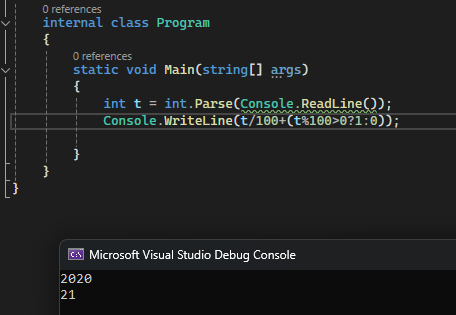 0 references
internal class Program
{
0 references
static void Main(string[] args)
{
int t = int.Parse(Console.ReadLine());
Console.WriteLine(t/100+(t%100>0?1:0));
}
}
}
C:\ Microsoft Visual Studio Debug Console
2020
21